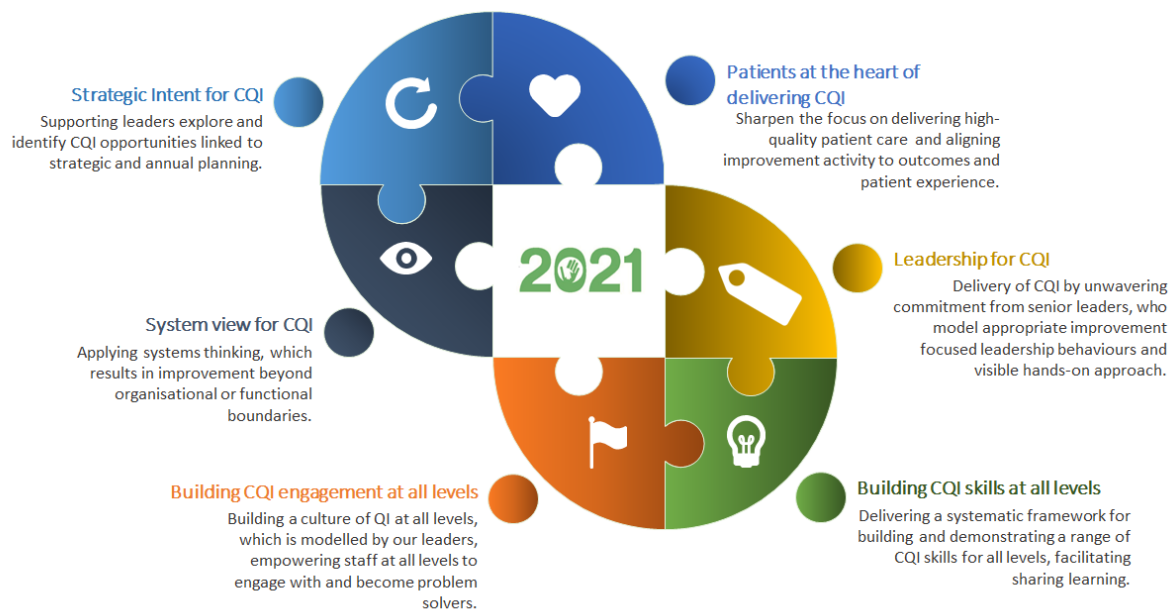 Strategic Intent for CQI
Supporting leaders explore and
identify CQI opportunities linked to
strategic and annual planning.
Patients at the heart of
delivering CQI
Sharpen the focus on delivering high-
quality patient care and aligning
improvement activity to outcomes and
patient experience.
2021
System view for CQI
Applying systems thinking, which
results in improvement beyond
organisational or functional
boundaries.
Leadership for CQI
Delivery of CQI by unwavering
commitment from senior leaders, who
model appropriate improvement
focused leadership behaviours and
visible hands-on approach.
Building CQI engagement at all levels
Building a culture of QI at all levels,
which is modelled by our leaders,
empowering staff at all levels to
engage with and become problem
solvers.
Building CQI skills at all levels
Delivering a systematic framework for
building and demonstrating a range of
CQI skills for all levels, facilitating
sharing learning.